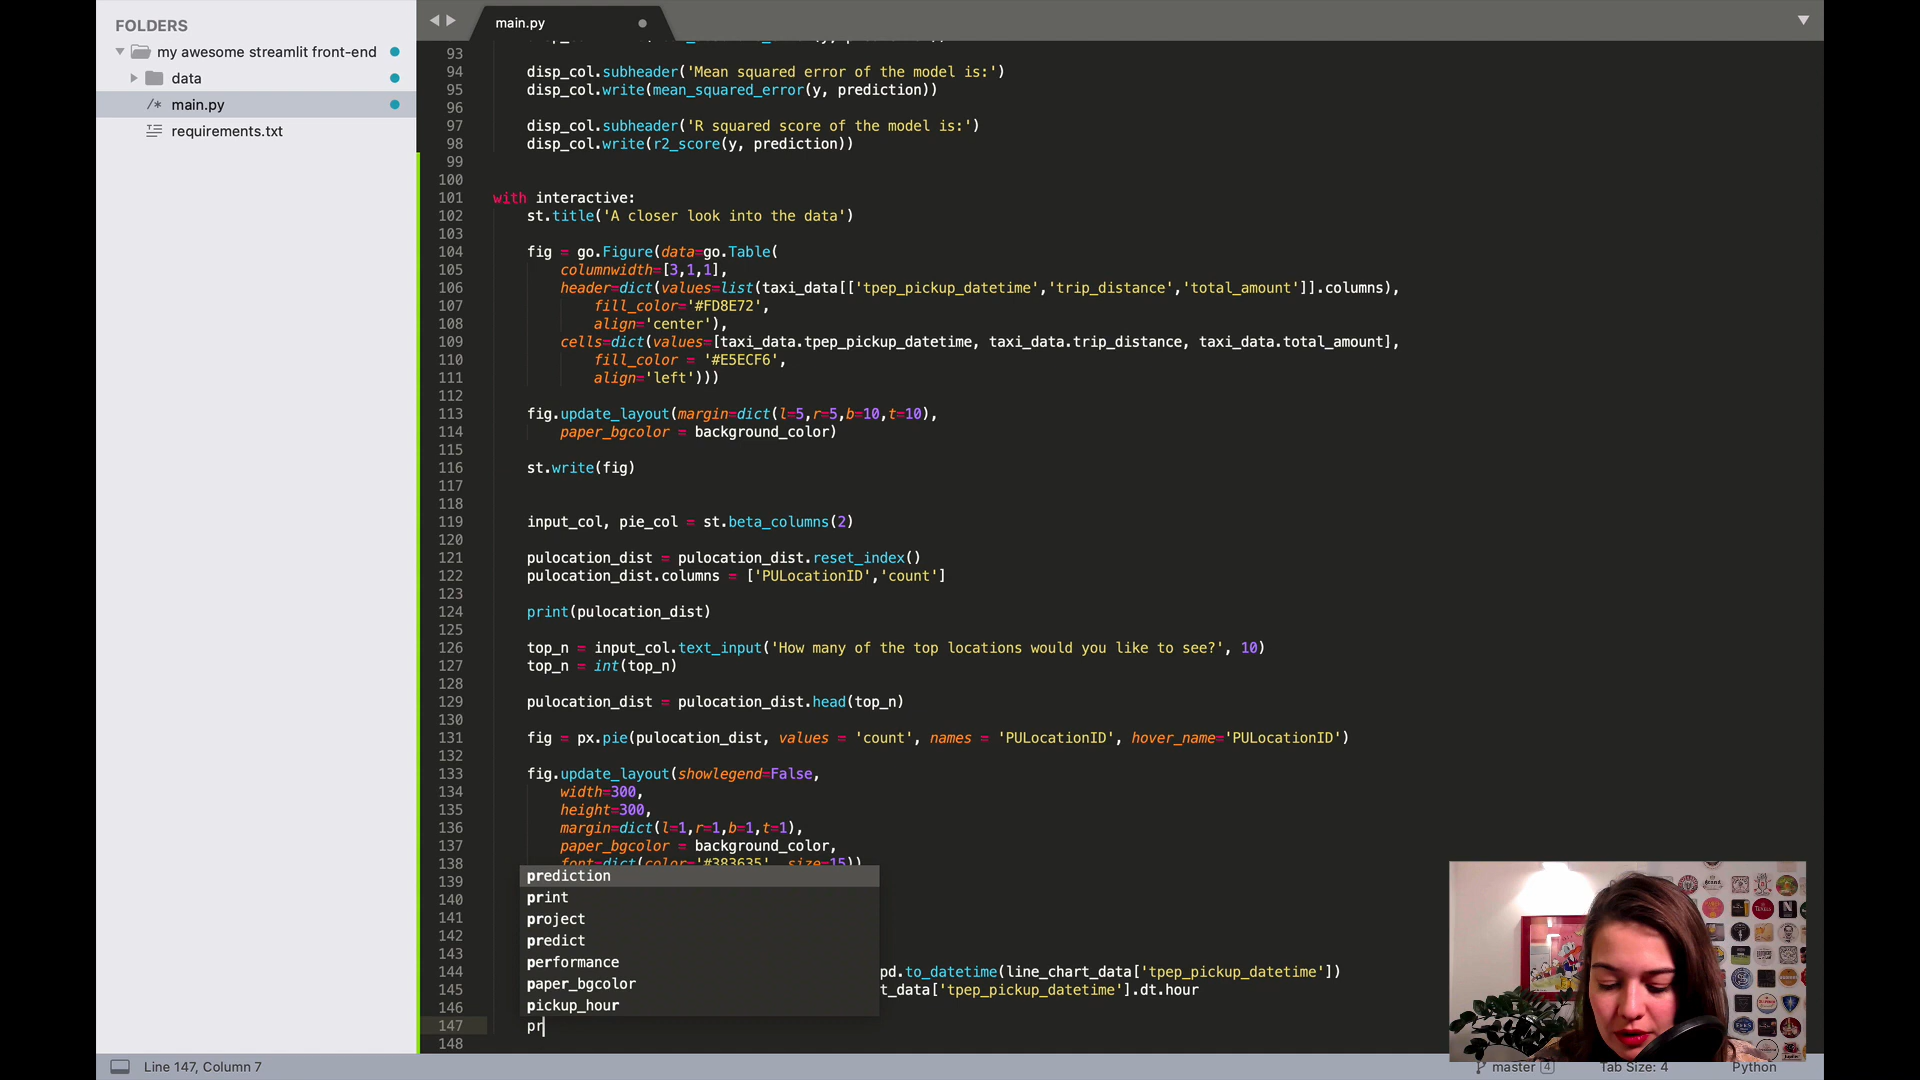 FOLDERS
my awesome streamlit front-end
data
main.py
requirements.txt
main.py
93
94 disp_col.subheader('Mean squared error of the model is:')
95 disp_col.write(mean_squared_error(y, prediction))
96
97 disp_col.subheader('R squared score of the model is:')
98 disp_col.write(r2_score(y, prediction))
99
100
101 with interactive:
102 st.title('A closer look into the data')
103
104 fig = go.Figure(data=go.Table(
105 columnwidth=[3,1,1],
106 header=dict(values=list(taxi_data[['tpep_pickup_datetime','trip_distance','total_amount']].columns),
107 fill_color='#FD8E72',
108 align='center'),
109 cells=dict(values=[taxi_data.tpep_pickup_datetime, taxi_data.trip_distance, taxi_data.total_amount],
110 fill_color = '#E5ECF6',
111 align='left')))
112
113 fig.update_layout(margin=dict(l=5,r=5,b=10,t=10),
114 paper_bgcolor = background_color)
115
116 st.write(fig)
117
118
119 input_col, pie_col = st.beta_columns(2)
120
121 pulocation_dist = pulocation_dist.reset_index()
122 pulocation_dist.columns = ['PULocationID','count']
123
124 print(pulocation_dist)
125
126 top_n = input_col.text_input('How many of the top locations would you like to see?', 10)
127 top_n = int(top_n)
128
129 pulocation_dist = pulocation_dist.head(top_n)
130
131 fig = px.pie(pulocation_dist, values = 'count', names = 'PULocationID', hover_name='PULocationID')
132
133 fig.update_layout(showlegend=False,
134 width=300,
135 height=300,
136 margin=dict(l=1,r=1,b=1,t=1),
137 paper_bgcolor = background_color,
138 font=dict(color='#383635', size=15))
139 prediction
140 print
141 project
142 predict
143 performance
144 pd.to_datetime(line_chart_data['tpep_pickup_datetime'])
paper_bgcolor
145 t_data['tpep_pickup_datetime'].dt.hour
146 pickup_hour
147 pr
148
Line 147, Column 7
master 4
Tab Size: 4
Python